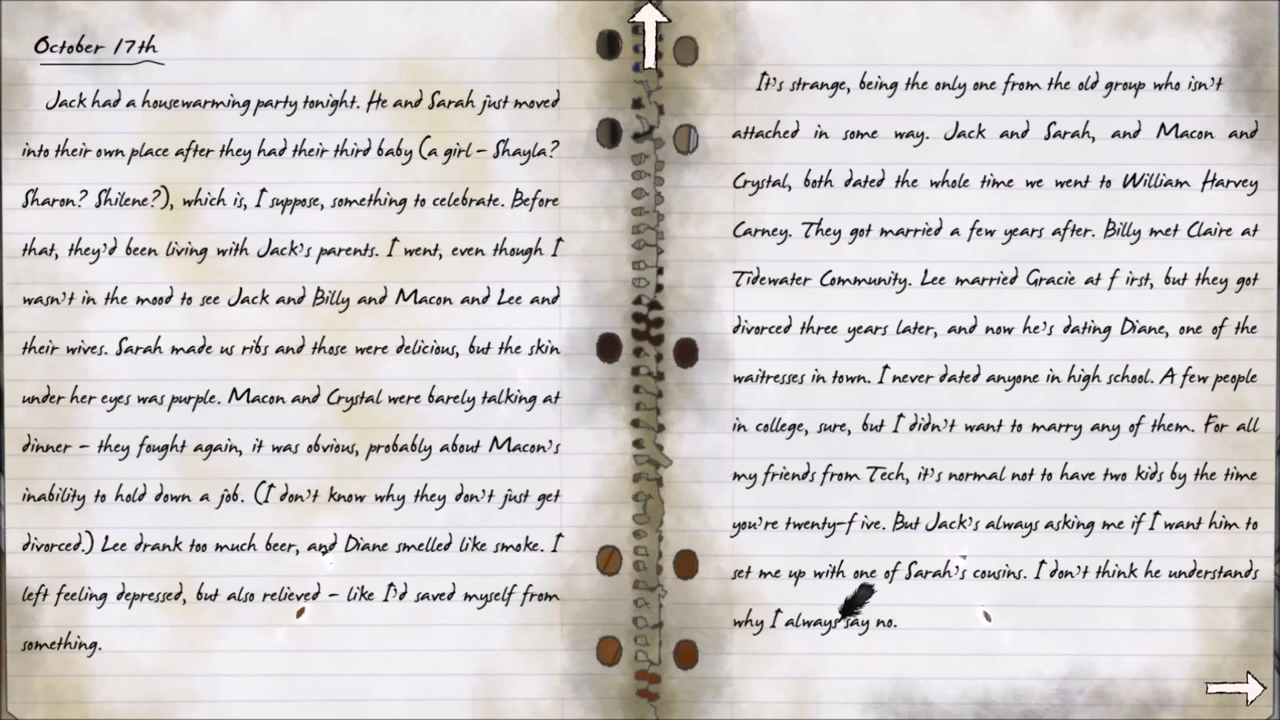 October 17th
Jack had a housewarming party tonight. He and Sarah just moved
into their own place after they had their third baby (a girl – Shayla?
Sharon? Shilene?), which is, I suppose, something to celebrate. Before
that, they'd been living with Jack's parents. I went, even though I
wasn't in the mood to see Jack and Billy and Macon and Lee and
their wives. Sarah made us ribs and those were delicious, but the skin
under her eyes was purple. Macon and Crystal were barely talking at
dinner – they fought again, it was obvious, probably about Macon's
inability to hold down a job. (I don't know why they don't just get
divorced.) Lee drank too much beer, and Diane smelled like smoke. I
left feeling depressed, but also relieved – like I'd saved myself from
something.
It's strange, being the only one from the old group who isn't
attached in some way. Jack and Sarah, and Macon and
Crystal, both dated the whole time we went to William Harvey
Carney. They got married a few years after. Billy met Claire at
Tidewater Community. Lee married Gracie at f irst, but they got
divorced three years later, and now he's dating Diane, one of the
waitresses in town. I never dated anyone in high school. A few people
in college, sure, but I didn't want to marry any of them. For all
my friends from Tech, it's normal not to have two kids by the time
you're twenty-f ive. But Jack's always asking me if I want him to
set me up with one of Sarah's cousins. I don't think he understands
why I always say no.